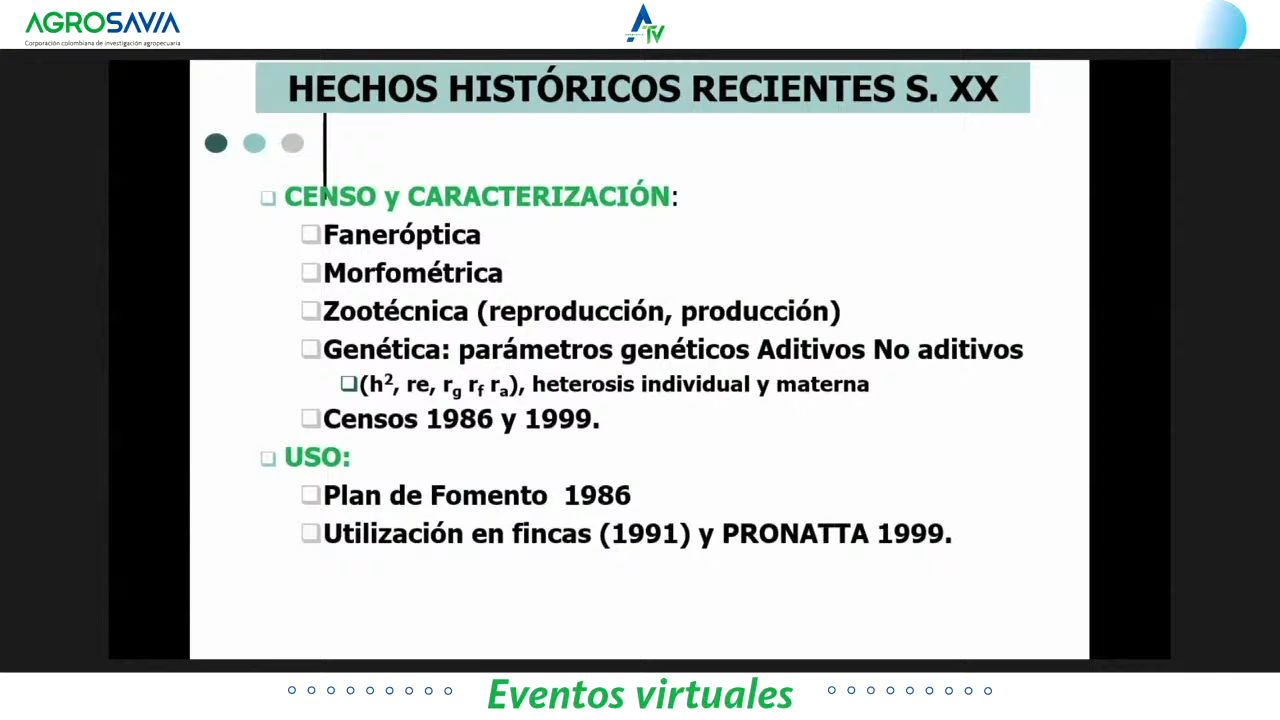 AGROSAVIA
Corporación colombiana de investigación agropecuaria
TV
HECHOS HISTÓRICOS RECIENTES S. XX
CENSO y CARACTERIZACIÓN:
Faneróptica
Morfométrica
Zootécnica (reproducción, producción)
Genética: parámetros genéticos Aditivos No aditivos
(h², re, rg rf ra), heterosis individual y materna
Censos 1986 y 1999.
USO:
Plan de Fomento 1986
Utilización en fincas (1991) y PRONATTA 1999.
Eventos virtuales